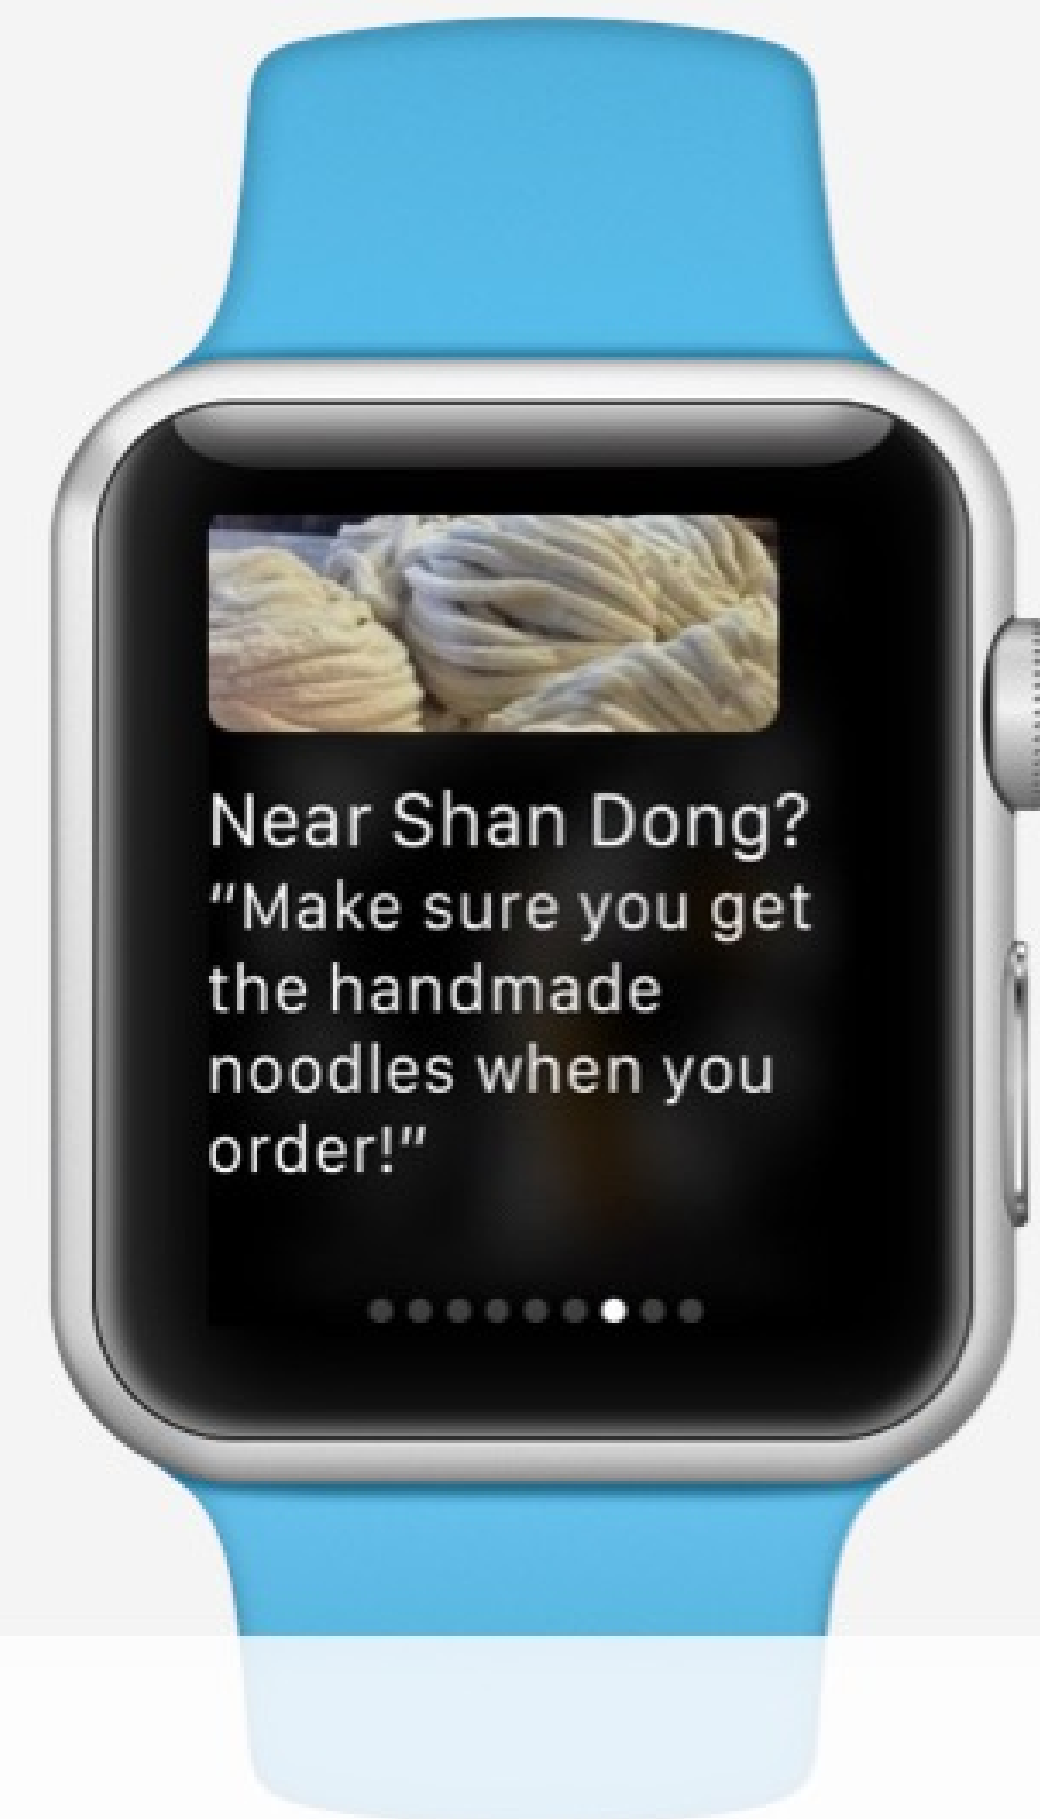 Near Shan Dong?
“Make sure you get
the handmade
noodles when you
order!”